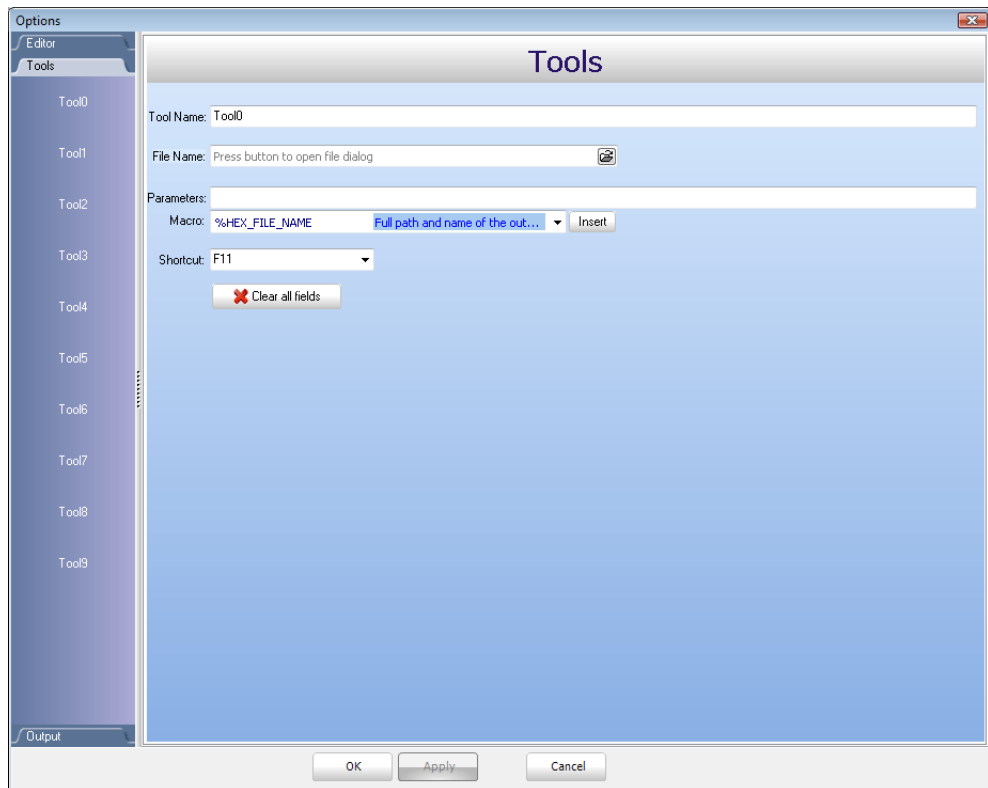 Options
Editor
Tools
Tool0
Tool1
Tool2
Tool3
Tool4
Tool5
Tool6
Tool7
Tool8
Tool9
Output
Tools
Tool Name: Tool0
File Name: Press button to open file dialog
Parameters:
Macro: %HEX_FILE_NAME Full path and name of the out... Insert
Shortcut: F11
Clear all fields
OK Apply Cancel